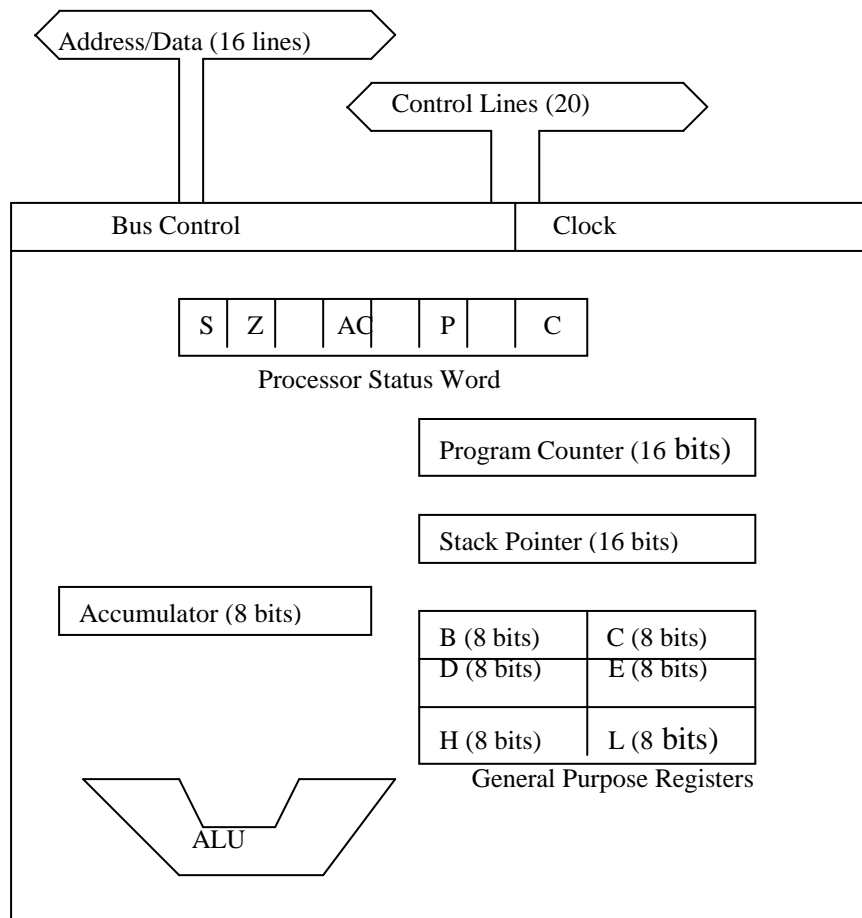 Address/Data (16 lines)
Control Lines (20)
Bus Control
Clock
S Z AC P C
Processor Status Word
Program Counter (16 bits)
Stack Pointer (16 bits)
Accumulator (8 bits)
B (8 bits) C (8 bits)
D (8 bits) E (8 bits)
H (8 bits) L (8 bits)
General Purpose Registers
ALU